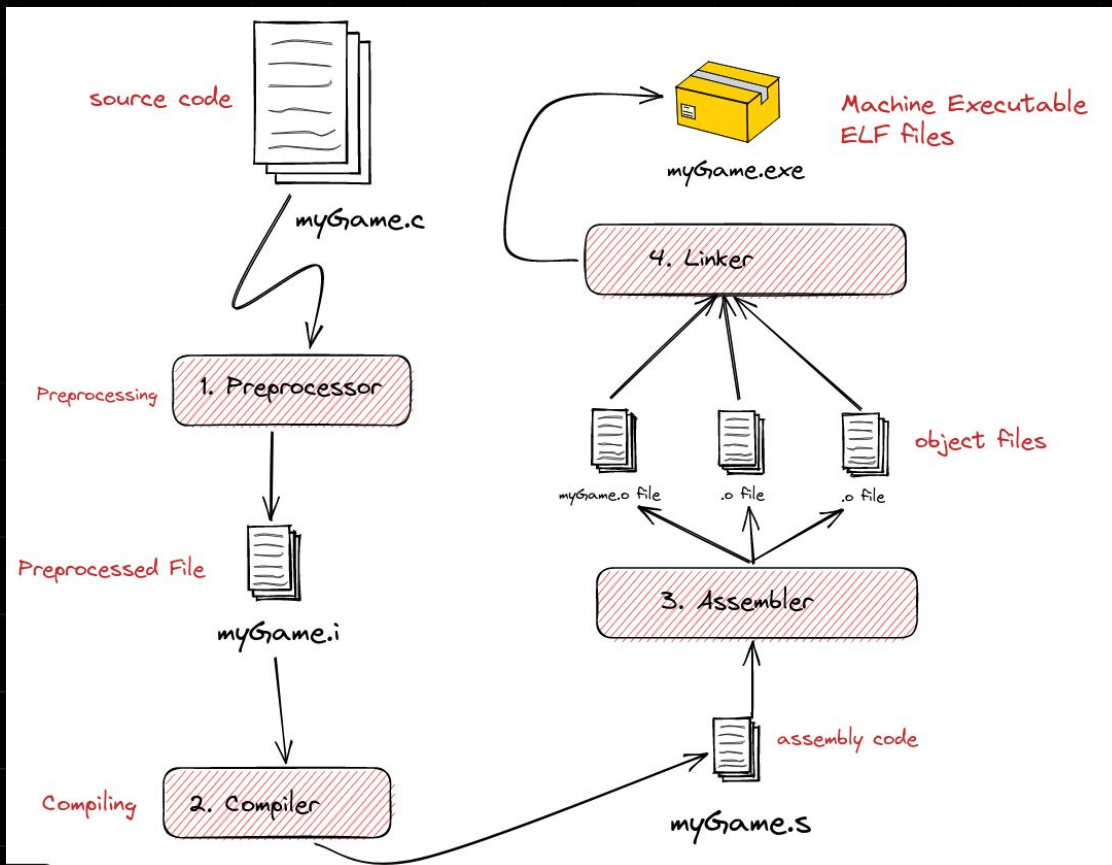 source code
myGame.c
Preprocessing
1. Preprocessor
Preprocessed File
myGame.i
Compiling
2. Compiler
myGame.s
assembly code
3. Assembler
myGame.o file
.o file
.o file
object files
4. Linker
myGame.exe
Machine Executable
ELF files